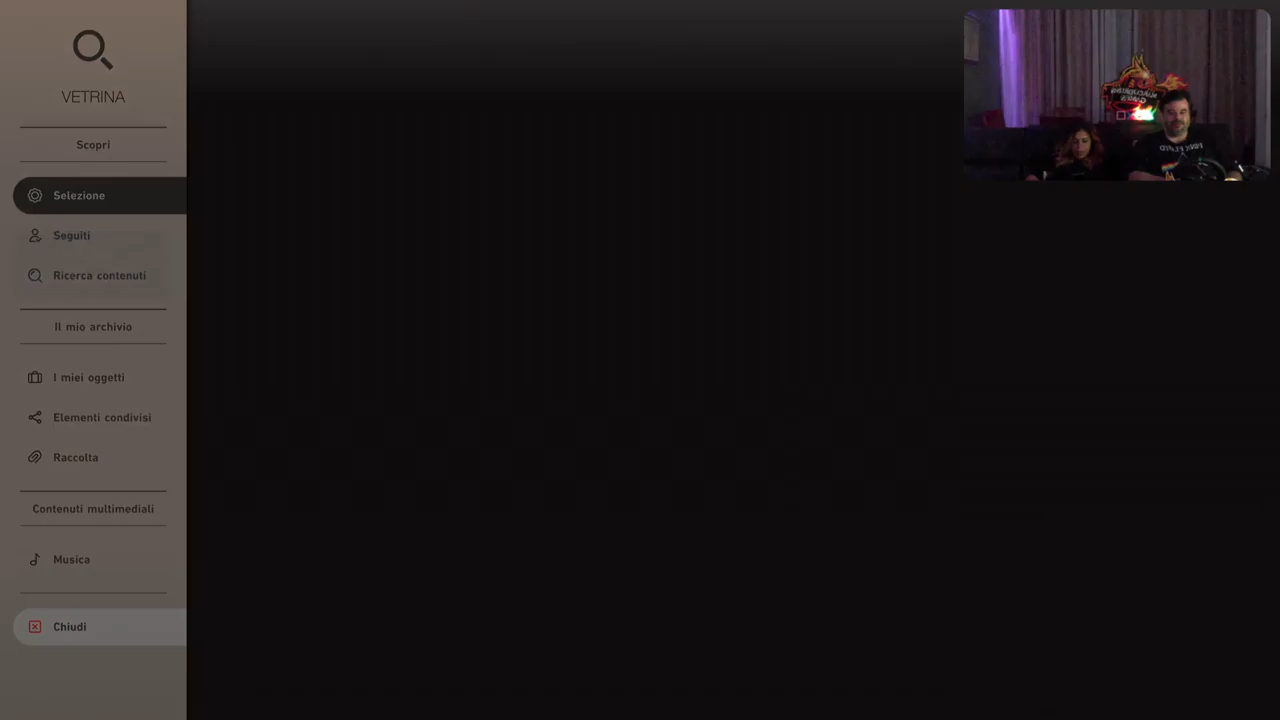 VETRINA
Scopri
Selezione
Seguiti
Ricerca contenuti
Il mio archivio
I miei oggetti
Elementi condivisi
Raccolta
Contenuti multimediali
Musica
Chiudi